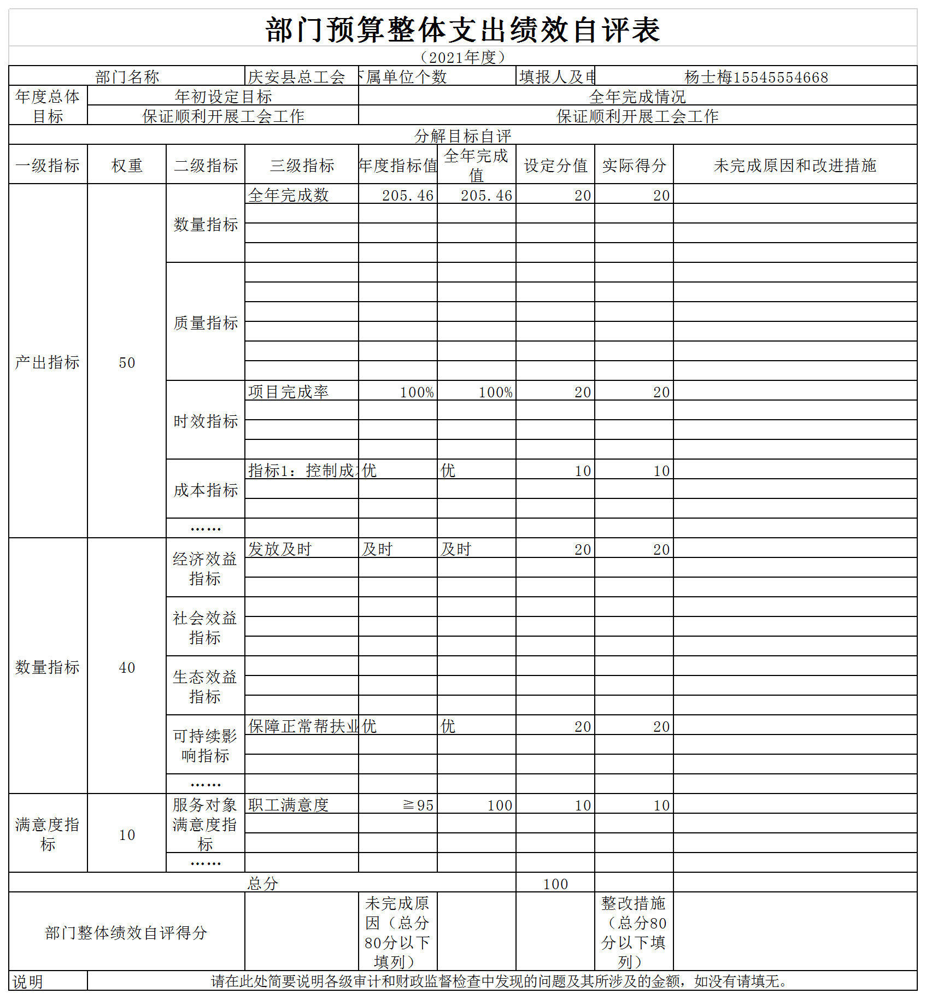 部门预算整体支出绩效自评表
（2021年度）
部门名称 庆安县总工会 下属单位个数 填报人及电 杨士梅15545554668
年度总体目标 年初设定目标 全年完成情况
保证顺利开展工会工作 保证顺利开展工会工作
分解目标自评
一级指标 权重 二级指标 三级指标 年度指标值 全年完成值 设定分值 实际得分 未完成原因和改进措施
产出指标 50 数量指标 全年完成数 205.46 205.46 20 20
质量指标
时效指标 项目完成率 100% 100% 20 20
成本指标 指标1：控制成本 优 优 10 10
……
数量指标 40 经济效益指标 发放及时 及时 及时 20 20
社会效益指标
生态效益指标
可持续影响指标 保障正常帮扶业 优 优 20 20
……
满意度指标 10 服务对象满意度指标 职工满意度 ≧95 100 10 10
……
总分 100
部门整体绩效自评得分 未完成原因（总分80分以下填列） 整改措施（总分80分以下填列）
说明 请在此处简要说明各级审计和财政监督检查中发现的问题及其所涉及的金额，如没有请填无。